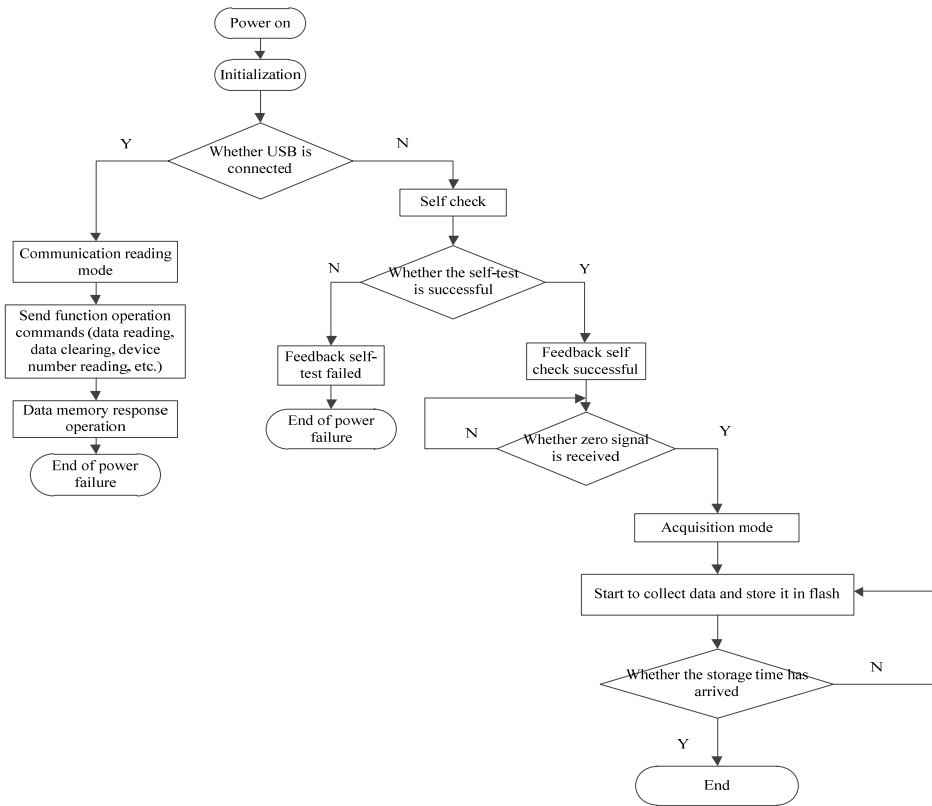 Power on
Initialization
Y
N
Whether USB is
connected
Self check
Communication reading
mode
N
Whether the self-test
is successful
Y
Send function operation
commands (data reading,
data clearing, device
number reading, etc.)
Feedback self-
test failed
Feedback self
check successful
Data memory response
operation
End of power
failure
N
Whether zero signal
is received
Y
End of power
failure
Acquisition mode
Start to collect data and store it in flash
Whether the storage time has
arrived
N
Y
End